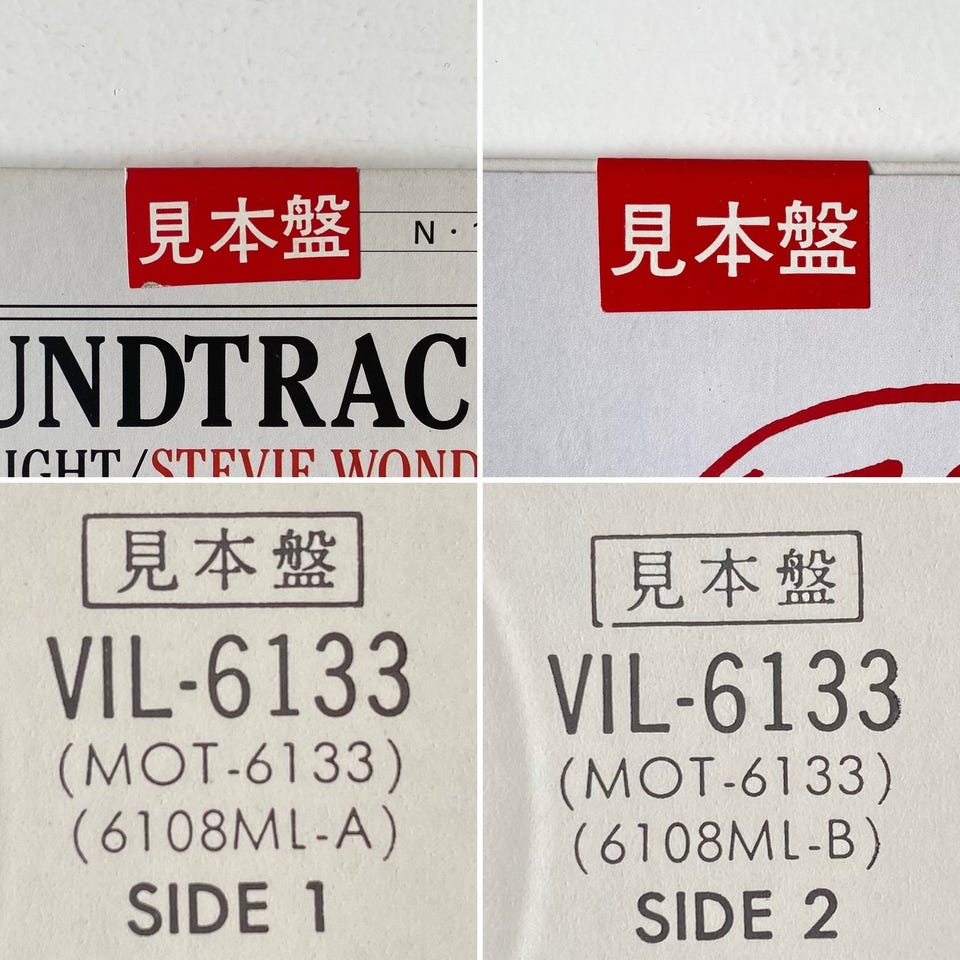 見本盤
N・
UNDTRAC
IGHT/STEVIE WOND
見本盤
見本盤
VIL-6133
(MOT-6133)
(6108ML-A)
SIDE 1
見本盤
VIL-6133
(MOT-6133)
(6108ML-B)
SIDE 2